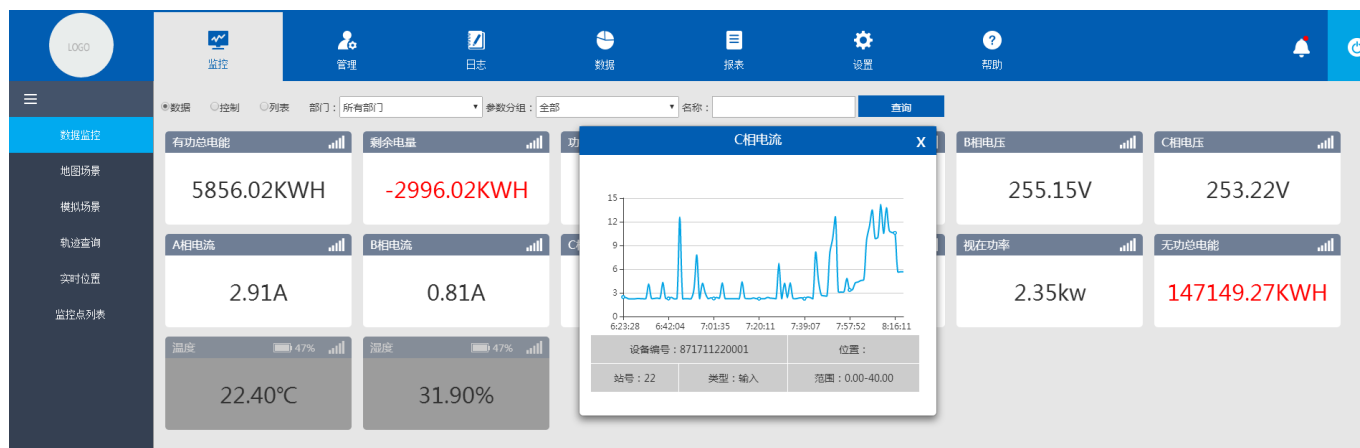 LOGO
监控 管理 日志 数据 报表 设置 帮助
数据 控制 列表 部门：所有部门 参数分组：全部 名称： 查询
数据监控
地图场景
模拟场景
轨迹查询
实时位置
监控点列表
有功总电能 剩余电量 功 B相电压 C相电压
5856.02KWH -2996.02KWH 255.15V 253.22V
A相电流 B相电流 视在功率 无功总电能
2.91A 0.81A 2.35kw 147149.27KWH
温度 47% 湿度 47%
22.40℃ 31.90%
C相电流 X
15
12
9
6
3
0
6:23:28 6:42:04 7:01:35 7:20:11 7:39:07 7:57:52 8:16:11
设备编号：871711220001 位置：
站号：22 类型：输入 范围：0.00-40.00